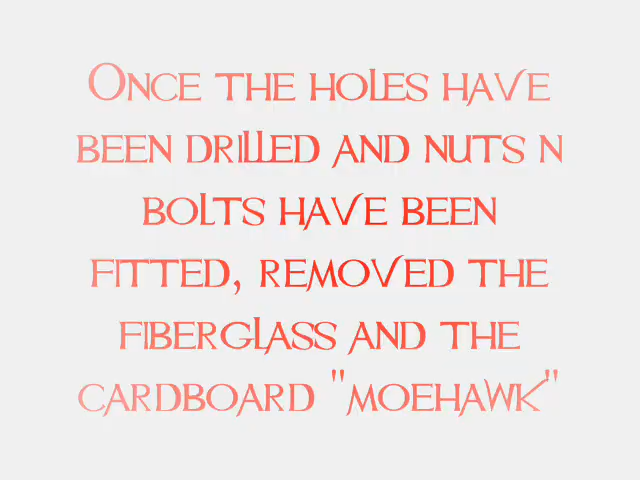 Once the holes have
been drilled and nuts n
bolts have been
fitted, removed the
fiberglass and the
cardboard "moehawk"